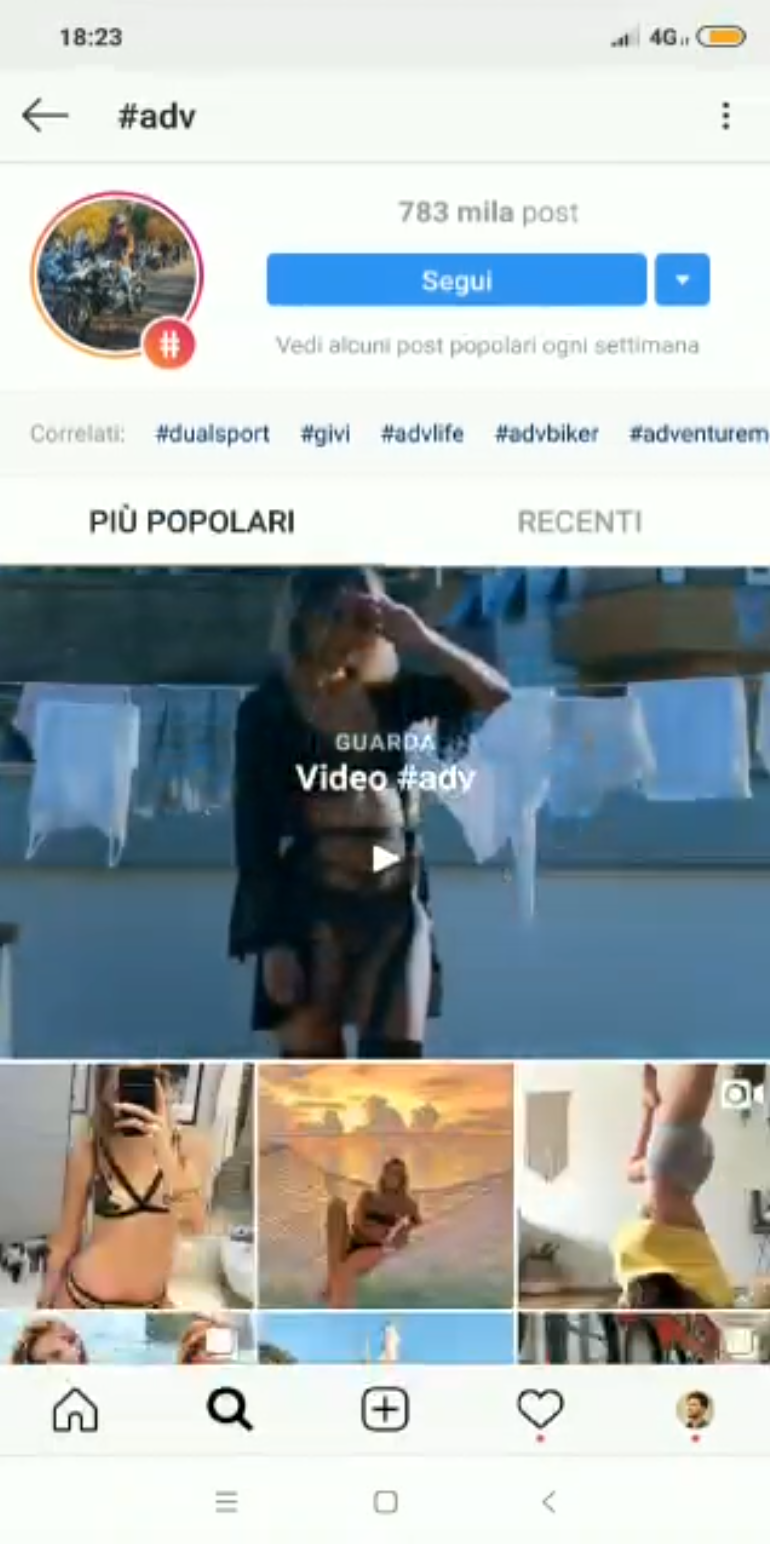 18:23
4G
#adv
783 mila post
Segui
#
Vedi alcuni post popolari ogni settimana
Correlati: #dualsport #givi #advlife #advbiker #adventurem
PIÙ POPOLARI RECENTI
GUARDA
Video #adv